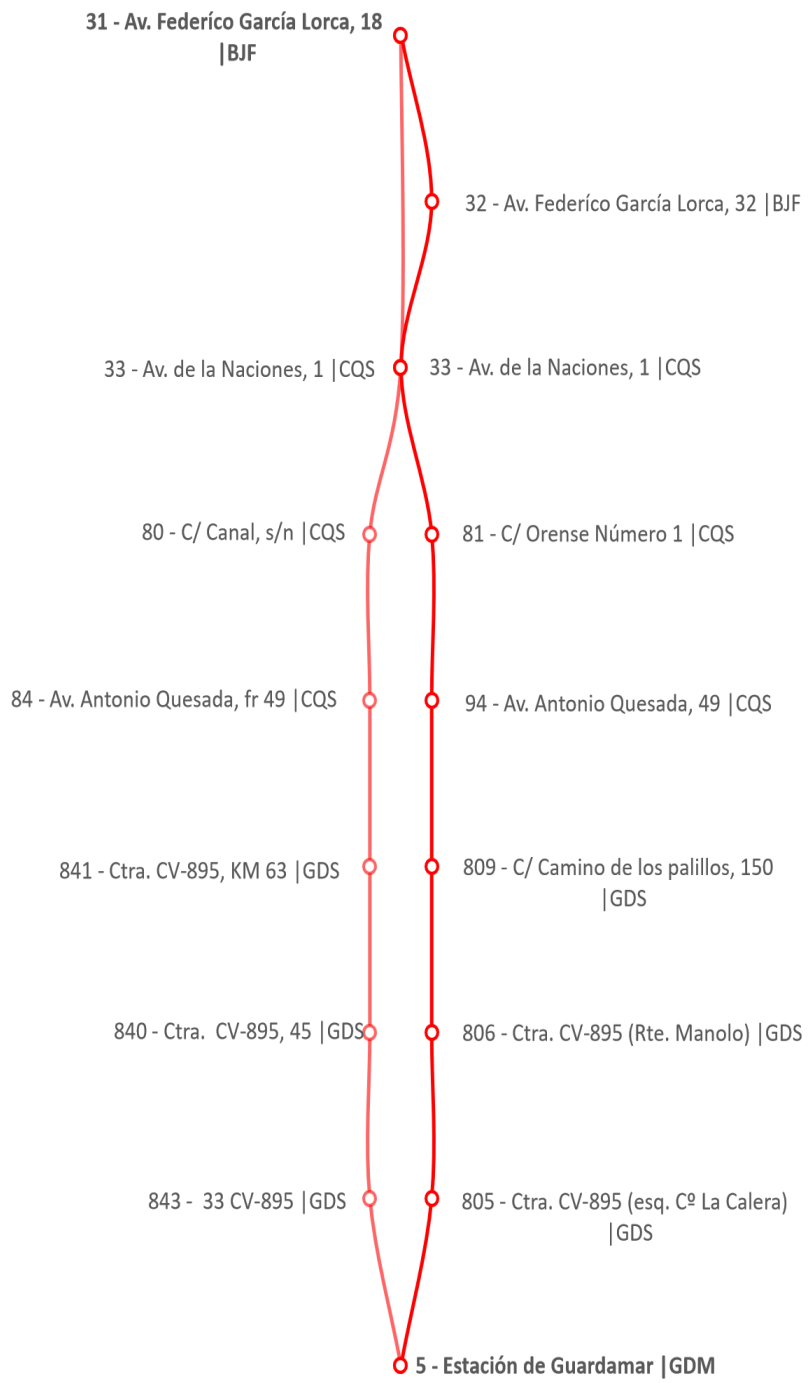 31 - Av. Federíco García Lorca, 18
|BJF
32 - Av. Federíco García Lorca, 32 |BJF
33 - Av. de la Naciones, 1 |CQS
33 - Av. de la Naciones, 1 |CQS
80 - C/ Canal, s/n |CQS
81 - C/ Orense Número 1 |CQS
84 - Av. Antonio Quesada, fr 49 |CQS
94 - Av. Antonio Quesada, 49 |CQS
841 - Ctra. CV-895, KM 63 |GDS
809 - C/ Camino de los palillos, 150
|GDS
840 - Ctra. CV-895, 45 |GDS
806 - Ctra. CV-895 (Rte. Manolo) |GDS
843 - 33 CV-895 |GDS
805 - Ctra. CV-895 (esq. Cº La Calera)
|GDS
5 - Estación de Guardamar |GDM